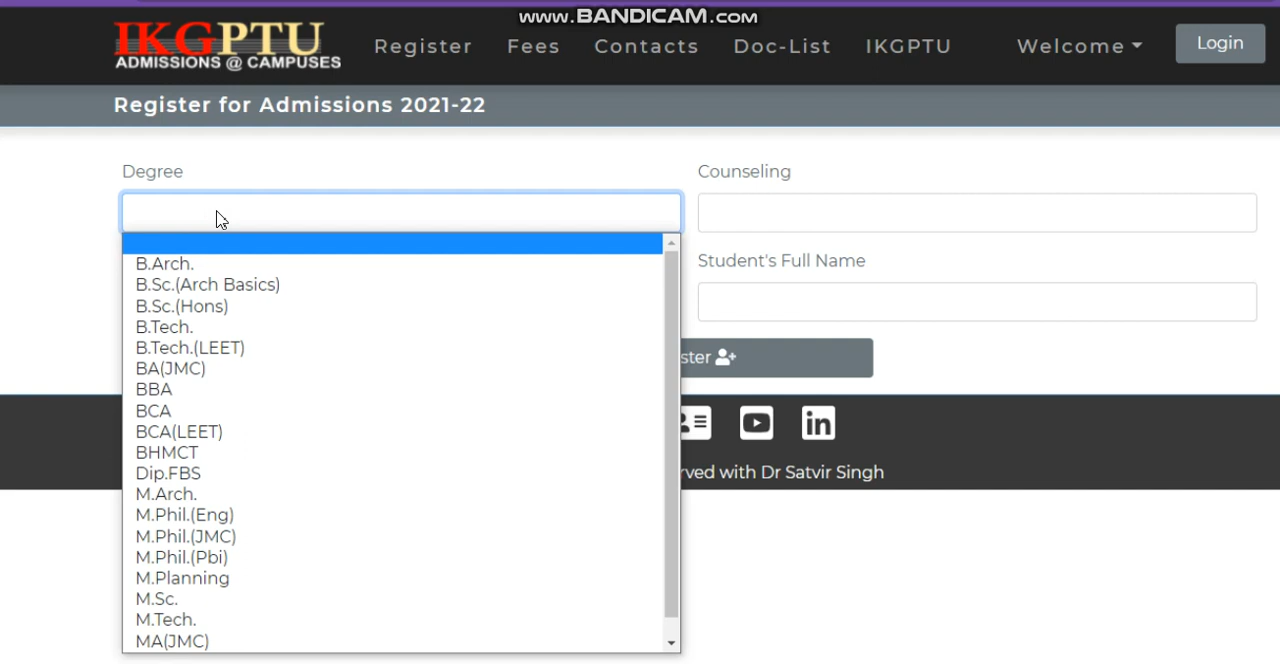 www.BANDICAM.com
IKGPTU
ADMISSIONS @ CAMPUSES
Register Fees Contacts Doc-List IKGPTU Welcome Login
Register for Admissions 2021-22
Degree
Counseling
B.Arch.
B.Sc.(Arch Basics)
B.Sc.(Hons)
B.Tech.
B.Tech.(LEET)
BA(JMC)
BBA
BCA
BCA(LEET)
BHMCT
Dip.FBS
M.Arch.
M.Phil.(Eng)
M.Phil.(JMC)
M.Phil.(Pbi)
M.Planning
M.Sc.
M.Tech.
MA(JMC)
Student's Full Name
ster
in
rved with Dr Satvir Singh